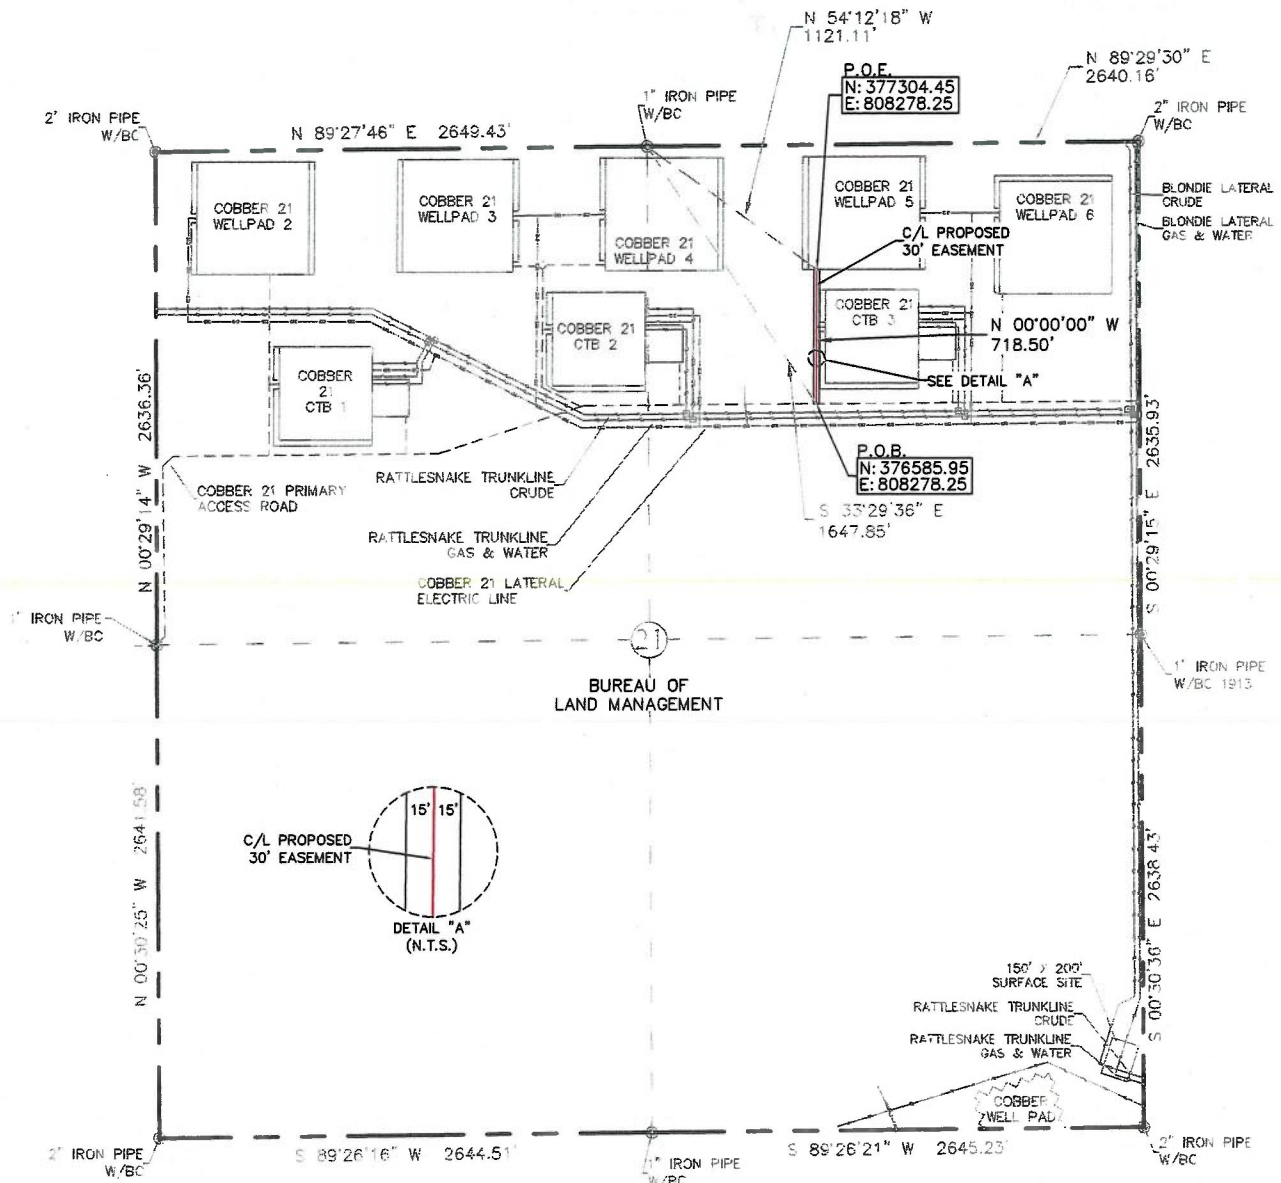 N 54°12'18" W
1121.11'
N 89°29'30" E
2640.16'
P.O.E.
N: 377304.45
E: 808278.25
1" IRON PIPE
W/BC
2" IRON PIPE
W/BC
2" IRON PIPE
W/BC
N 89°27'46" E 2649.43'
COBBER 21
WELLPAD 2
COBBER 21
WELLPAD 3
COBBER 21
WELLPAD 4
COBBER 21
WELLPAD 5
COBBER 21
WELLPAD 6
BLONDIE LATERAL
CRUDE
BLONDIE LATERAL
GAS & WATER
C/L PROPOSED
30' EASEMENT
COBBER 21
CTB 3
N 00°00'00" W
718.50'
COBBER 21
CTB 2
SEE DETAIL "A"
COBBER
21
CTB 1
N 00°29'14" W 2636.36'
S 00°29'15" E 2635.93'
P.O.B.
N: 376585.95
E: 808278.25
S 33°29'36" E
1647.85'
COBBER 21 PRIMARY
ACCESS ROAD
RATTLESNAKE TRUNKLINE
CRUDE
RATTLESNAKE TRUNKLINE
GAS & WATER
COBBER 21 LATERAL
ELECTRIC LINE
1" IRON PIPE
W/BC
21
1" IRON PIPE
W/BC 1913
BUREAU OF
LAND MANAGEMENT
N 00°30'25" W 2641.58'
S 00°30'36" E 2638.43'
15' 15'
C/L PROPOSED
30' EASEMENT
DETAIL "A"
(N.T.S.)
150' X 200'
SURFACE SITE
RATTLESNAKE TRUNKLINE
CRUDE
RATTLESNAKE TRUNKLINE
GAS & WATER
COBBER
WELL PAD
2" IRON PIPE
W/BC
S 89°26'16" W 2644.51'
1" IRON PIPE
W/BC
S 89°26'21" W 2645.23'
2" IRON PIPE
W/BC